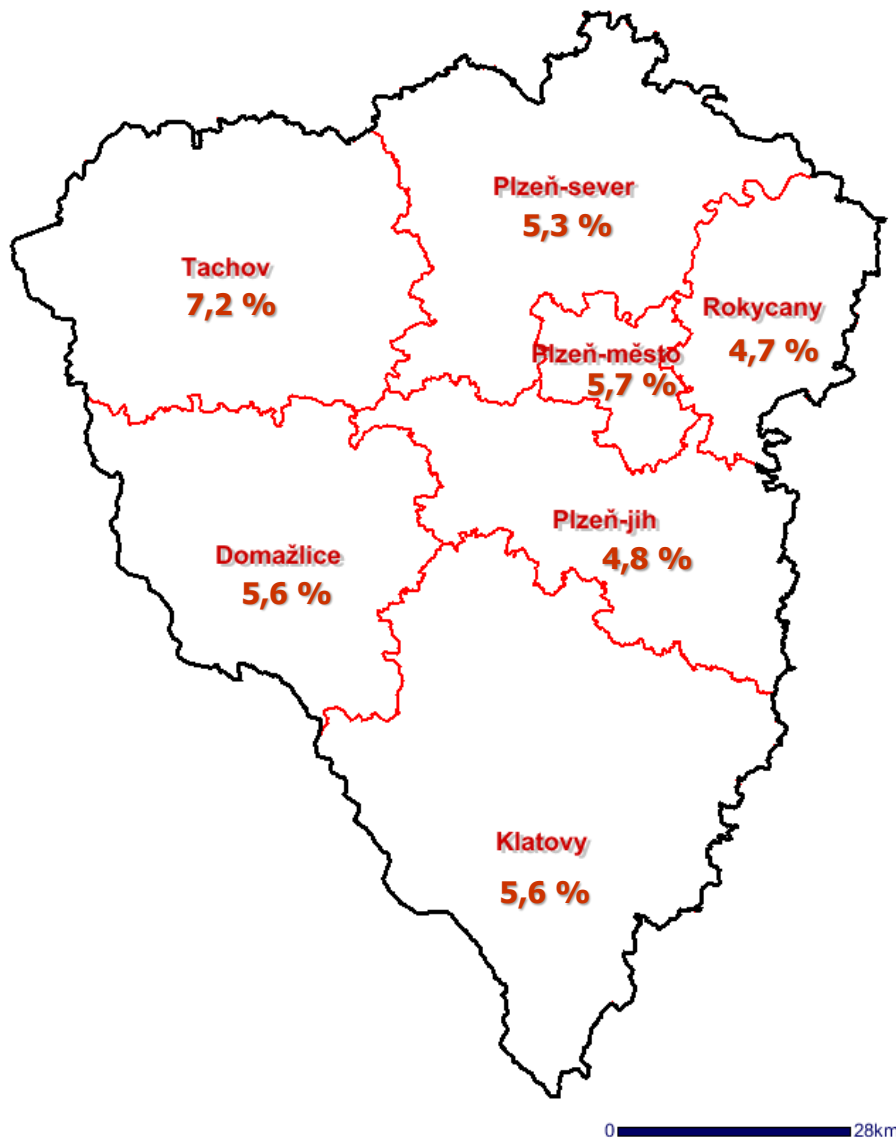 Plzeň-sever
5,3 %
Tachov
7,2 %
Rokycany
4,7 %
Plzeň-město
5,7 %
Plzeň-jih
4,8 %
Domažlice
5,6 %
Klatovy
5,6 %
0 28km